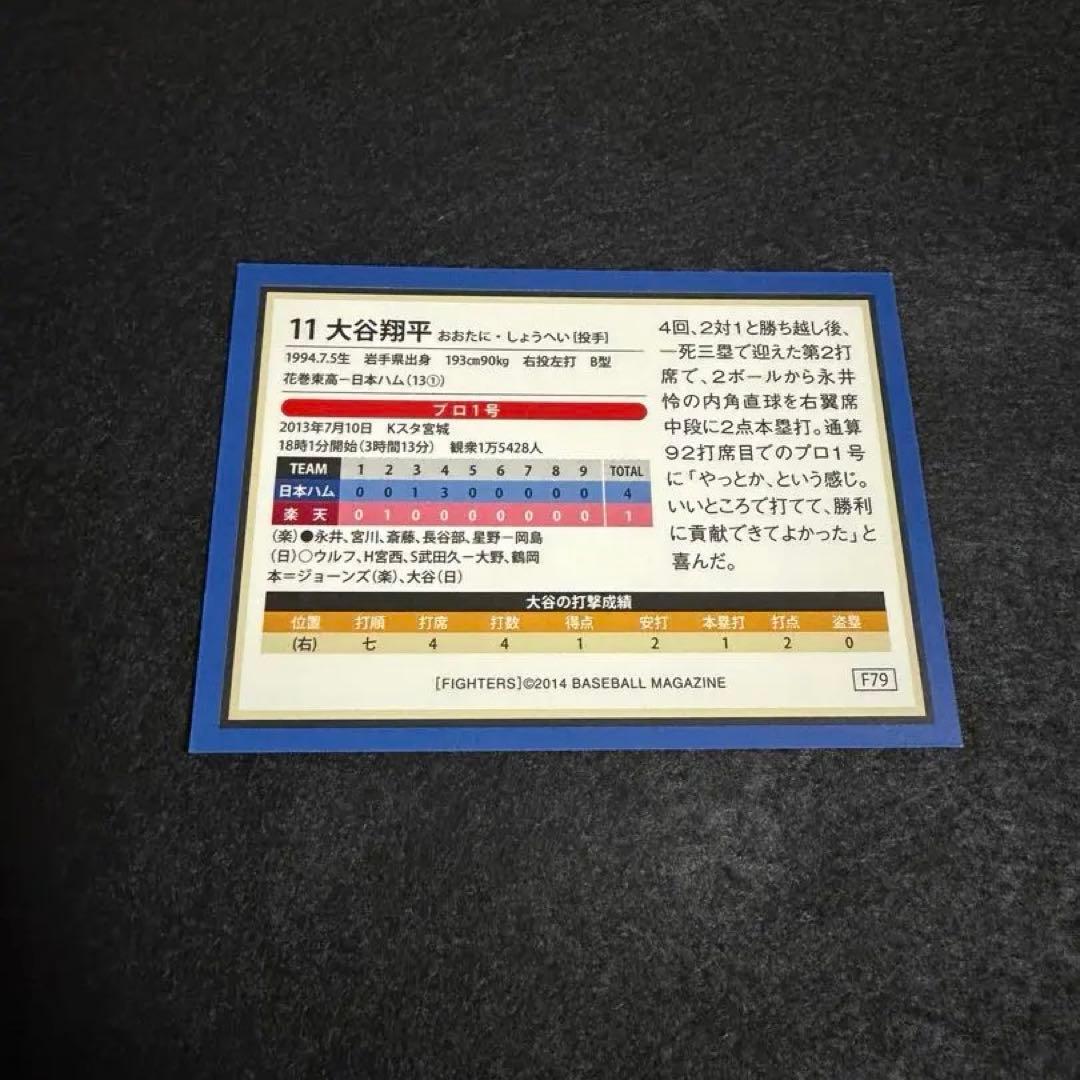 11 大谷翔平 おおたに・しょうへい[投手]
1994.7.5生 岩手県出身 193cm90kg 右投左打 B型
花巻東高－日本ハム(13①)
プロ1号
2013年7月10日 Kスタ宮城
18時1分開始(3時間13分) 観衆1万5428人
TEAM 1 2 3 4 5 6 7 8 9 TOTAL
日本ハム 0 0 1 3 0 0 0 0 0 4
楽天 0 1 0 0 0 0 0 0 0 1
(楽)●永井、宮川、斎藤、長谷部、星野－岡島
(日)○ウルフ、H宮西、S武田久－大野、鶴岡
本＝ジョーンズ(楽)、大谷(日)
4回、2対1と勝ち越し後、
一死三塁で迎えた第2打
席で、2ボールから永井
怜の内角直球を右翼席
中段に2点本塁打。通算
92打席目でのプロ1号
に「やっとか、という感じ。
いいところで打てて、勝利
に貢献できてよかった」と
喜んだ。
大谷の打撃成績
位置 打順 打席 打数 得点 安打 本塁打 打点 盗塁
(右) 七 4 4 1 2 1 2 0
[FIGHTERS]©2014 BASEBALL MAGAZINE
F79